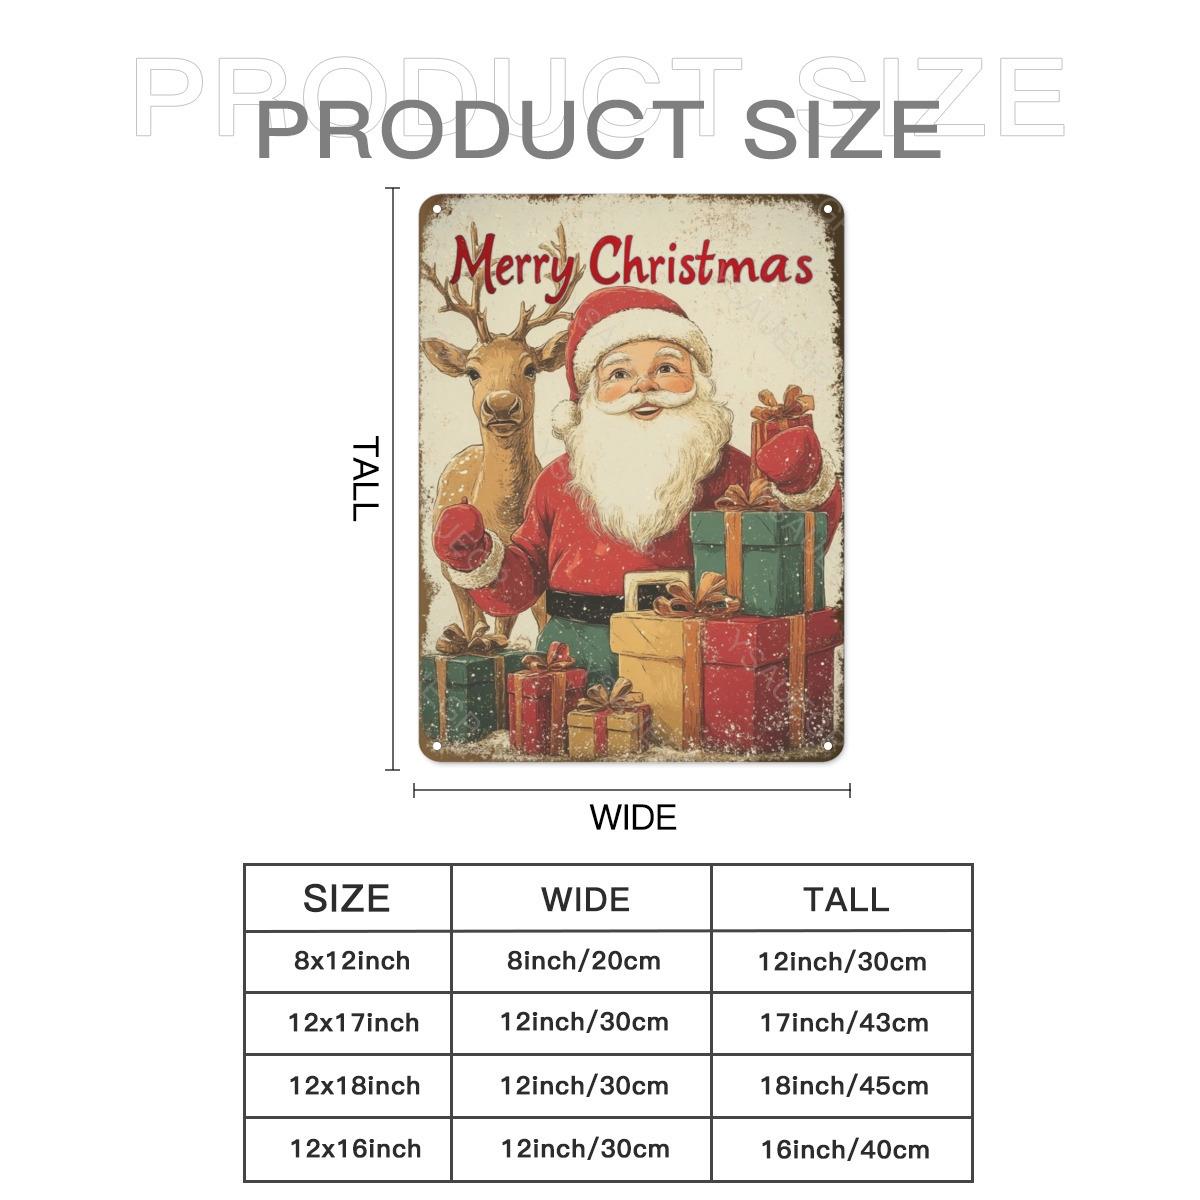 PRODUCT SIZE
PRODUCT SIZE
Merry Christmas
TALL
WIDE
SIZE WIDE TALL
8x12inch 8inch/20cm 12inch/30cm
12x17inch 12inch/30cm 17inch/43cm
12x18inch 12inch/30cm 18inch/45cm
12x16inch 12inch/30cm 16inch/40cm